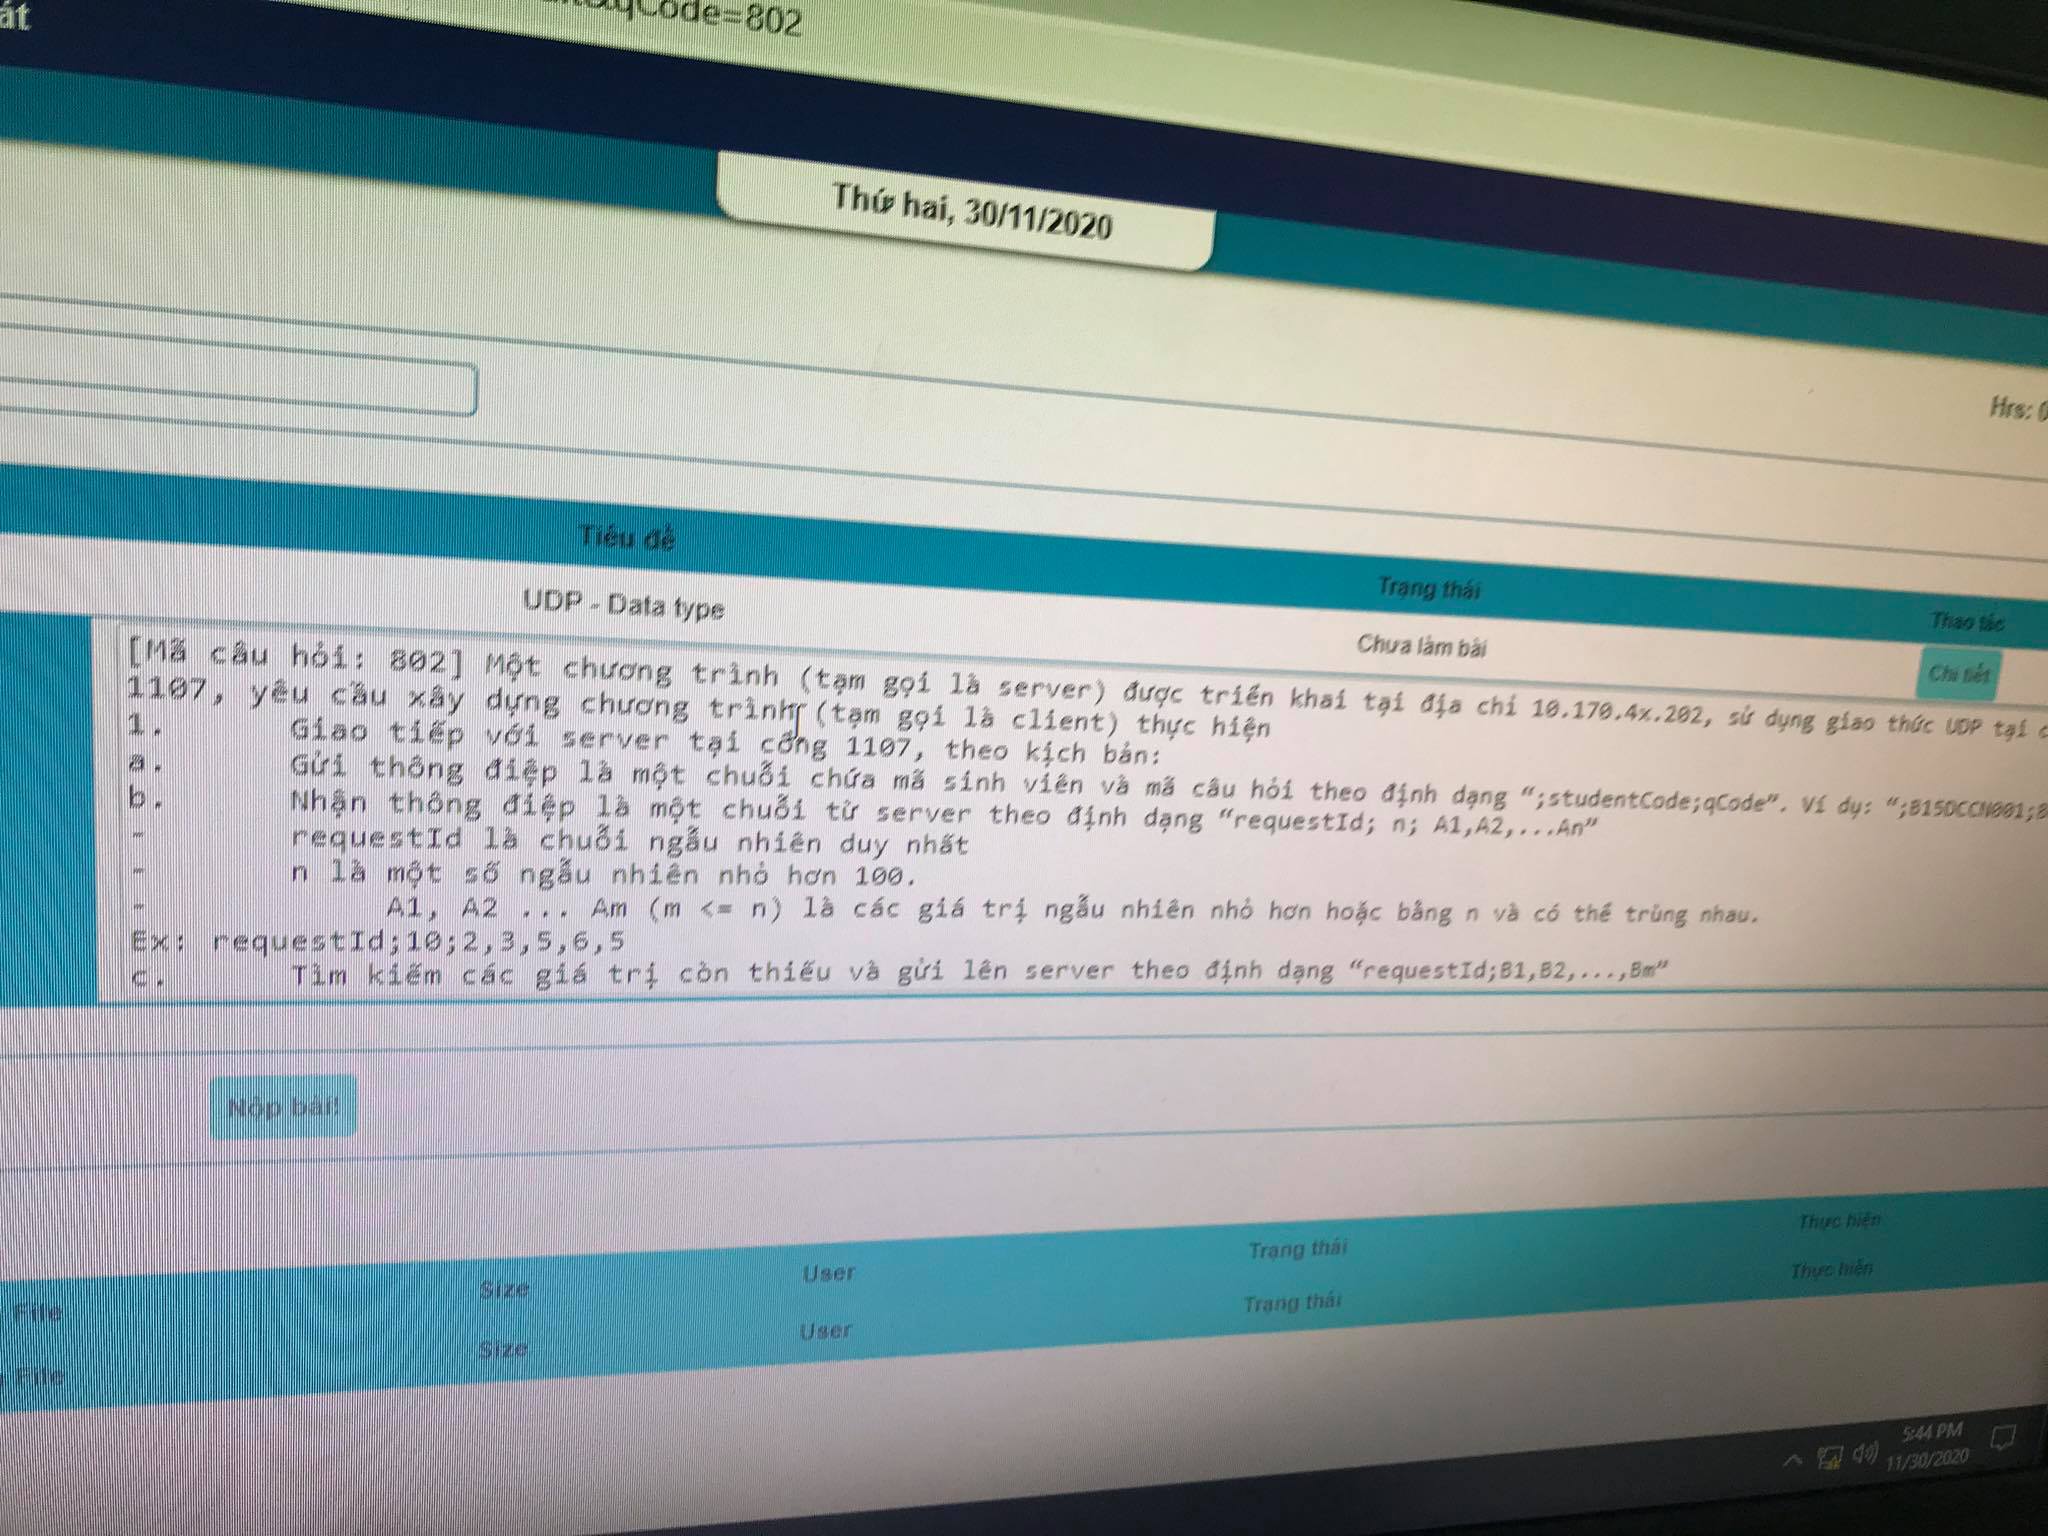 át
qCode=802
Thứ hai, 30/11/2020
Hrs:
Tiêu đề
Trạng thái
Thao tác
UDP - Data type
Chưa làm bài
Chi tiết
[Mã câu hỏi: 802] Một chương trình (tạm gọi là server) được triển khai tại địa chỉ 10.170.4x.202, sử dụng giao thức UDP tại
1107, yêu cầu xây dựng chương trình (tạm gọi là client) thực hiện
1. Giao tiếp với server tại cổng 1107, theo kịch bản:
a. Gửi thông điệp là một chuỗi chứa mã sinh viên và mã câu hỏi theo định dạng “;studentCode;qCode”. Ví dụ: “;B15DCCN001;
b. Nhận thông điệp là một chuỗi từ server theo định dạng “requestId; n; A1,A2,...An”
- requestId là chuỗi ngẫu nhiên duy nhất
- n là một số ngẫu nhiên nhỏ hơn 100.
- A1, A2 ... Am (m <= n) là các giá trị ngẫu nhiên nhỏ hơn hoặc bằng n và có thể trùng nhau.
Ex: requestId;10;2,3,5,6,5
c. Tìm kiếm các giá trị còn thiếu và gửi lên server theo định dạng “requestId;B1,B2,...,Bm”
Nộp bài!
File Size User Trạng thái Thực hiện
File Size User Trạng thái Thực hiện
5:44 PM
11/30/2020